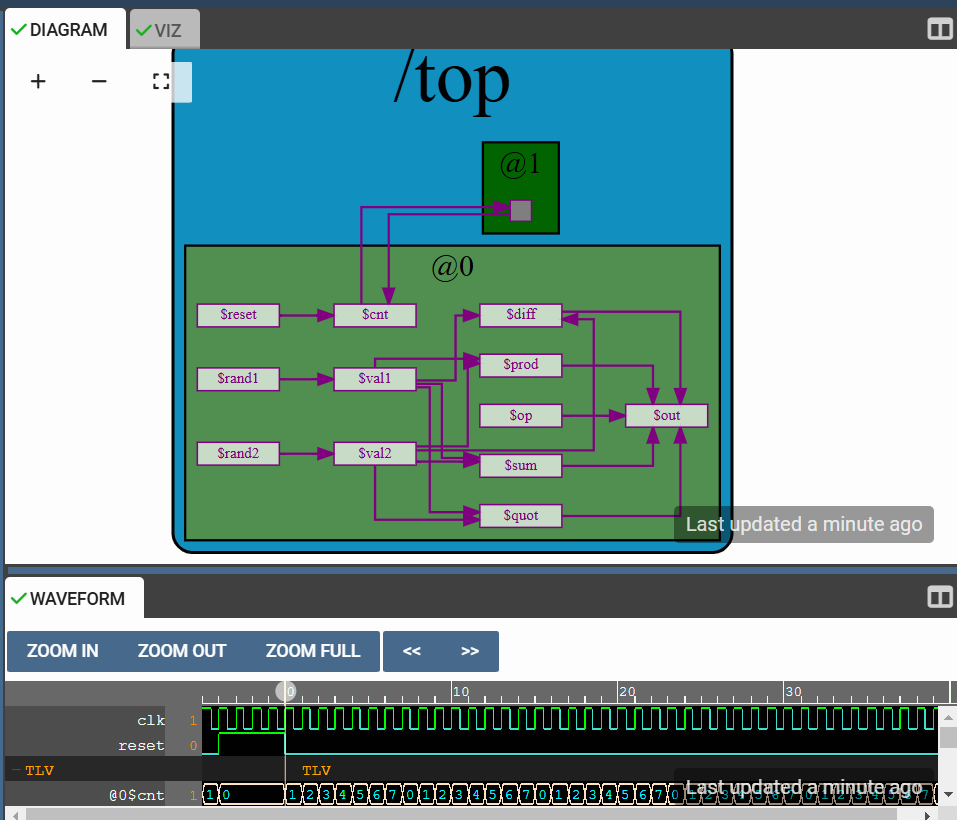 DIAGRAM
VIZ
+ −
/top
@1
@0
$reset $cnt $diff
$prod
$rand1 $val1
$op $out
$rand2 $val2
$sum
$quot
Last updated a minute ago
WAVEFORM
ZOOM IN ZOOM OUT ZOOM FULL << >>
0 10 20 30
clk 1
reset 0
TLV TLV
@0$cnt 1 1 0 1 2 3 4 5 6 7 0 1 2 3 4 5 6 7 0 1 2 3 4 5 6 7 0
Last updated a minute ago